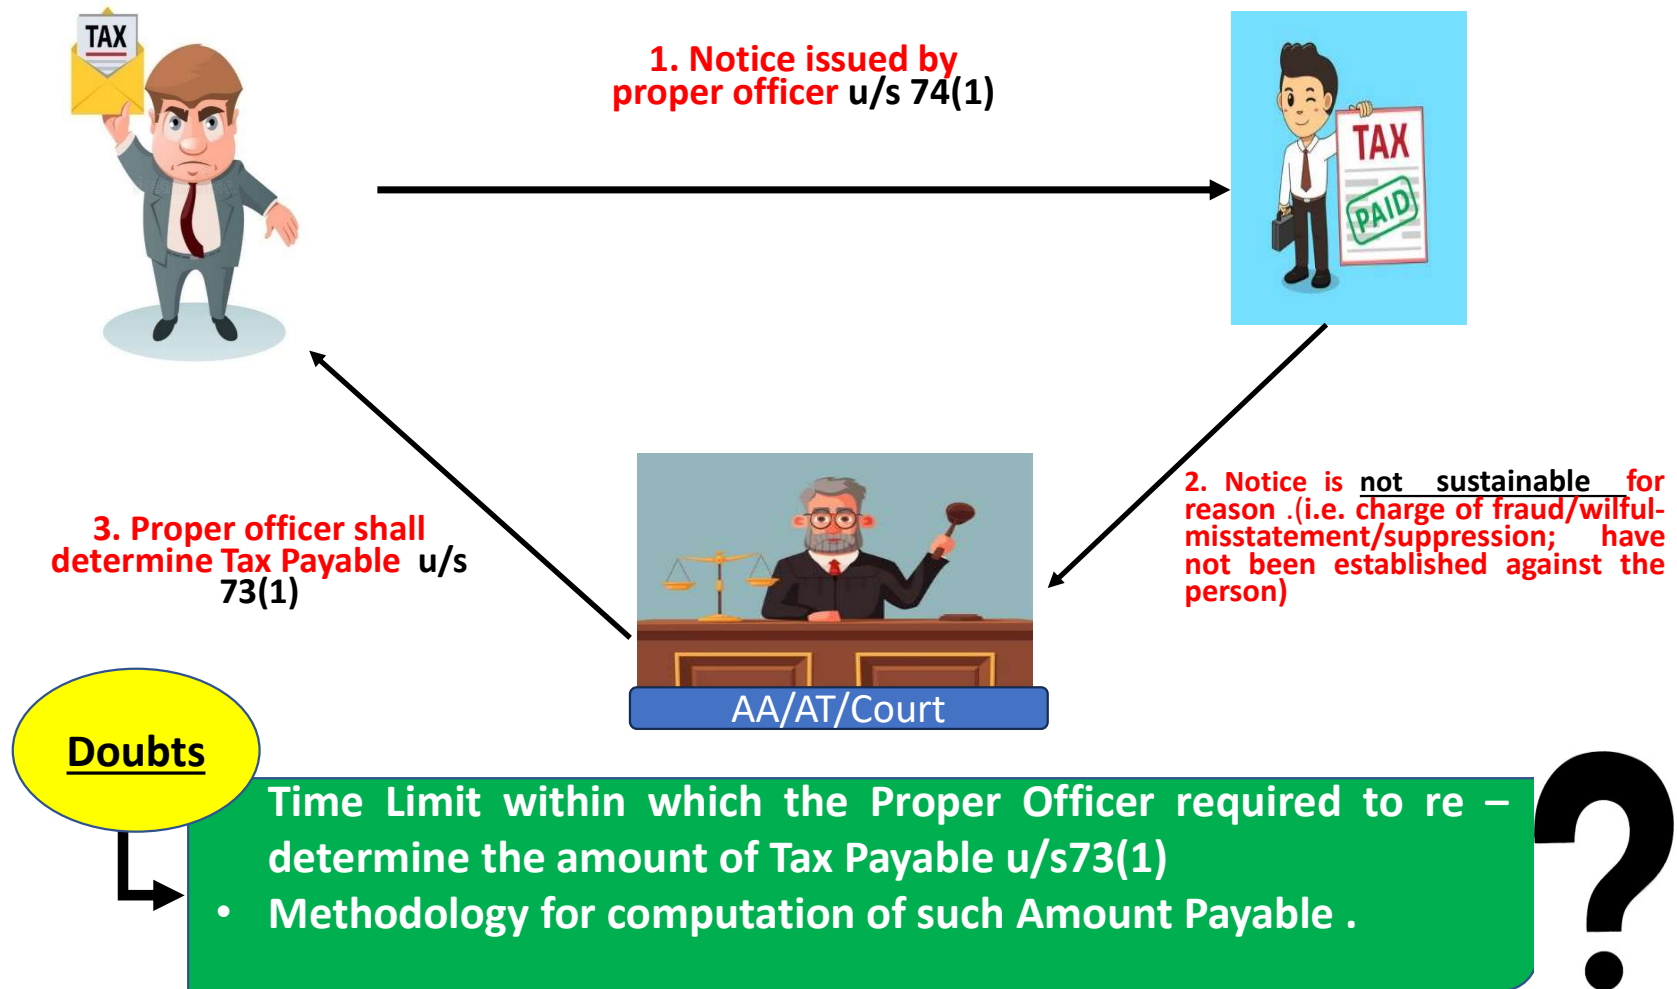 TAX
1. Notice issued by
proper officer u/s 74(1)
TAX
PAID
2. Notice is not sustainable for
reason .(i.e. charge of fraud/wilful-
misstatement/suppression; have
not been established against the
person)
3. Proper officer shall
determine Tax Payable u/s
73(1)
AA/AT/Court
Doubts
Time Limit within which the Proper Officer required to re –
determine the amount of Tax Payable u/s73(1)
• Methodology for computation of such Amount Payable .
?